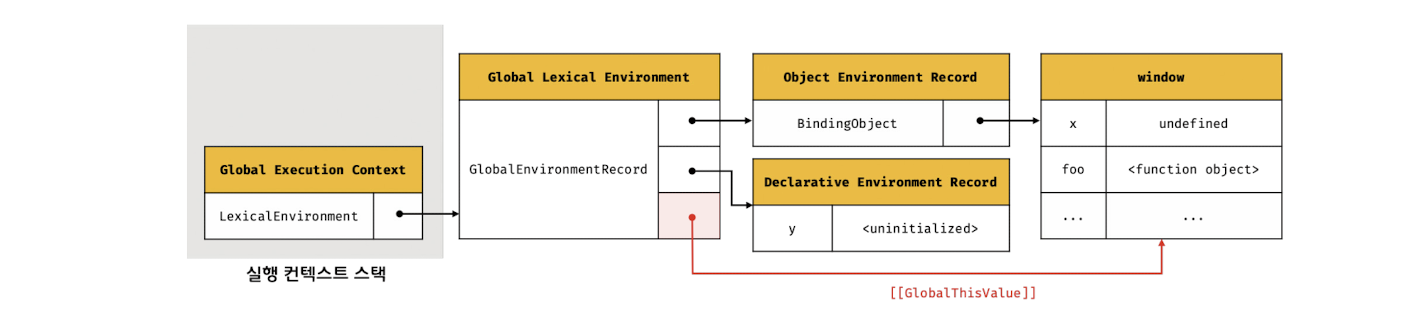 Global Execution Context
LexicalEnvironment
실행 컨텍스트 스택
Global Lexical Environment
GlobalEnvironmentRecord
Object Environment Record
BindingObject
Declarative Environment Record
y <uninitialized>
window
x undefined
foo <function object>
... ...
[[GlobalThisValue]]